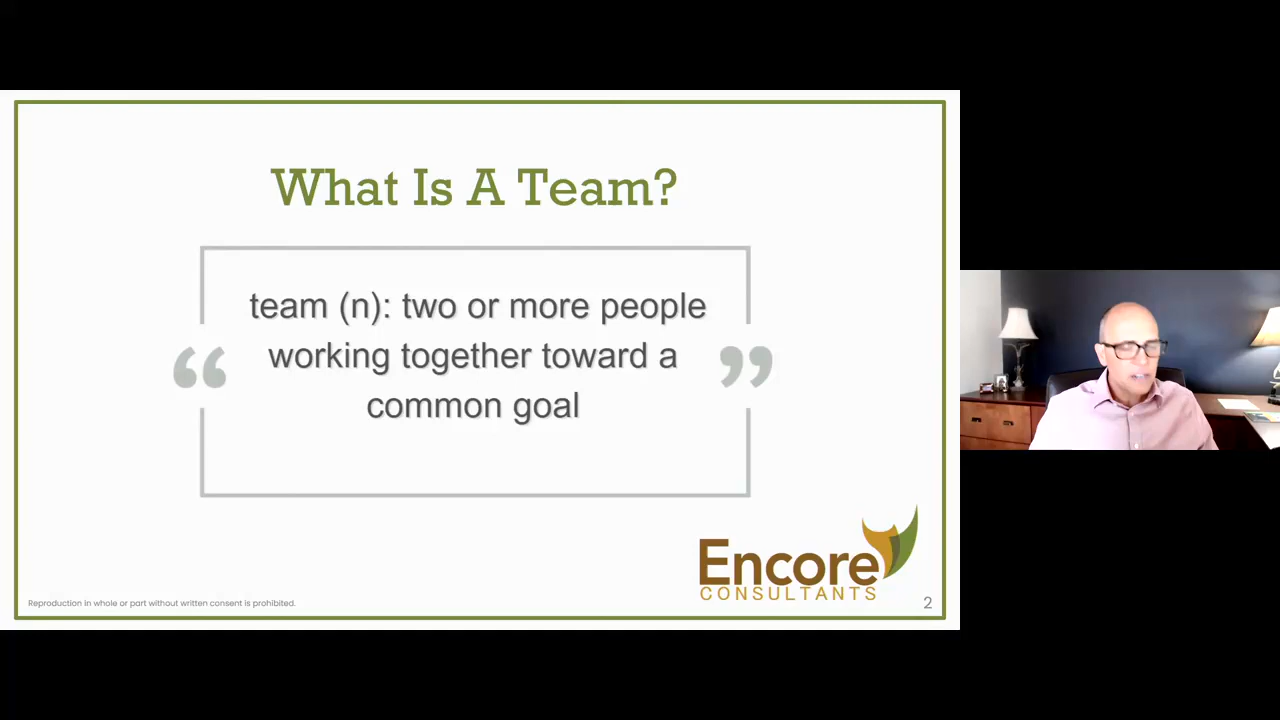 What Is A Team?
“
team (n): two or more people
working together toward a
common goal
”
Encore
CONSULTANTS
Reproduction in whole or part without written consent is prohibited.
2